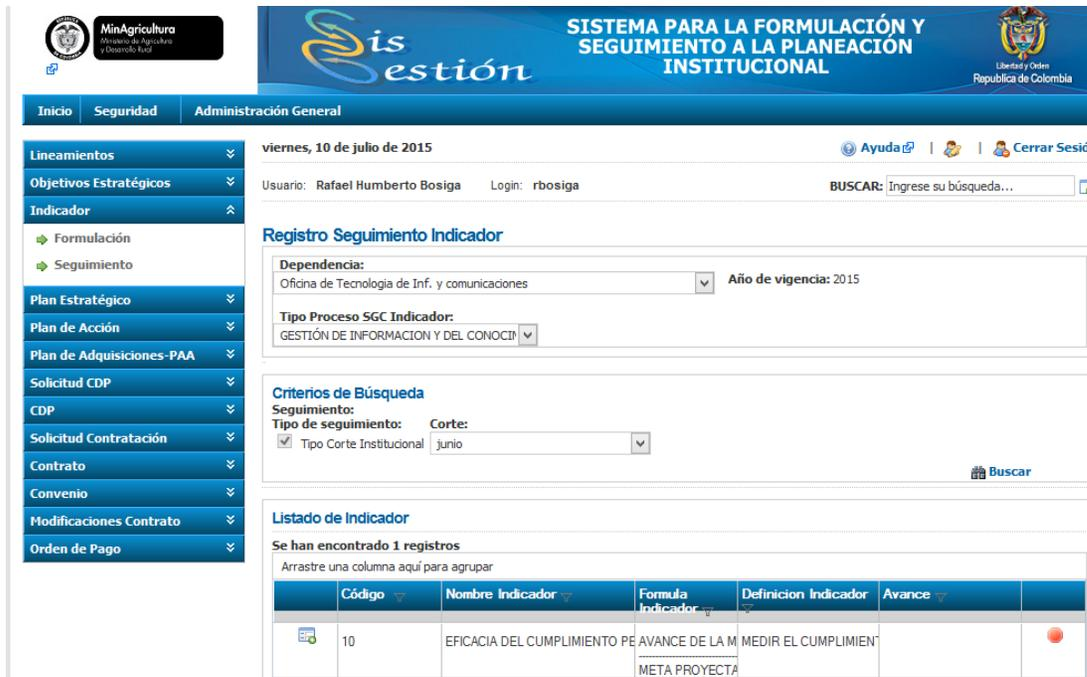 MinAgricultura
Ministerio de Agricultura
y Desarrollo Rural
Sis
Gestión
SISTEMA PARA LA FORMULACIÓN Y
SEGUIMIENTO A LA PLANEACIÓN
INSTITUCIONAL
Libertad y Orden
Republica de Colombia
Inicio Seguridad Administración General
Lineamientos
Objetivos Estratégicos
Indicador
Formulación
Seguimiento
Plan Estratégico
Plan de Acción
Plan de Adquisiciones-PAA
Solicitud CDP
CDP
Solicitud Contratación
Contrato
Convenio
Modificaciones Contrato
Orden de Pago
viernes, 10 de julio de 2015 Ayuda | | Cerrar Sesió
Usuario: Rafael Humberto Bosiga Login: rbosiga BUSCAR: Ingrese su búsqueda...
Registro Seguimiento Indicador
Dependencia:
Oficina de Tecnologia de Inf. y comunicaciones Año de vigencia: 2015
Tipo Proceso SGC Indicador:
GESTIÓN DE INFORMACION Y DEL CONOCIM
Criterios de Búsqueda
Seguimiento:
Tipo de seguimiento: Corte:
Tipo Corte Institucional junio
Buscar
Listado de Indicador
Se han encontrado 1 registros
Arrastre una columna aquí para agrupar
Código Nombre Indicador Formula Indicador Definicion Indicador Avance
10 EFICACIA DEL CUMPLIMIENTO PE AVANCE DE LA M MEDIR EL CUMPLIMIENT
---------------------------
META PROYECTA